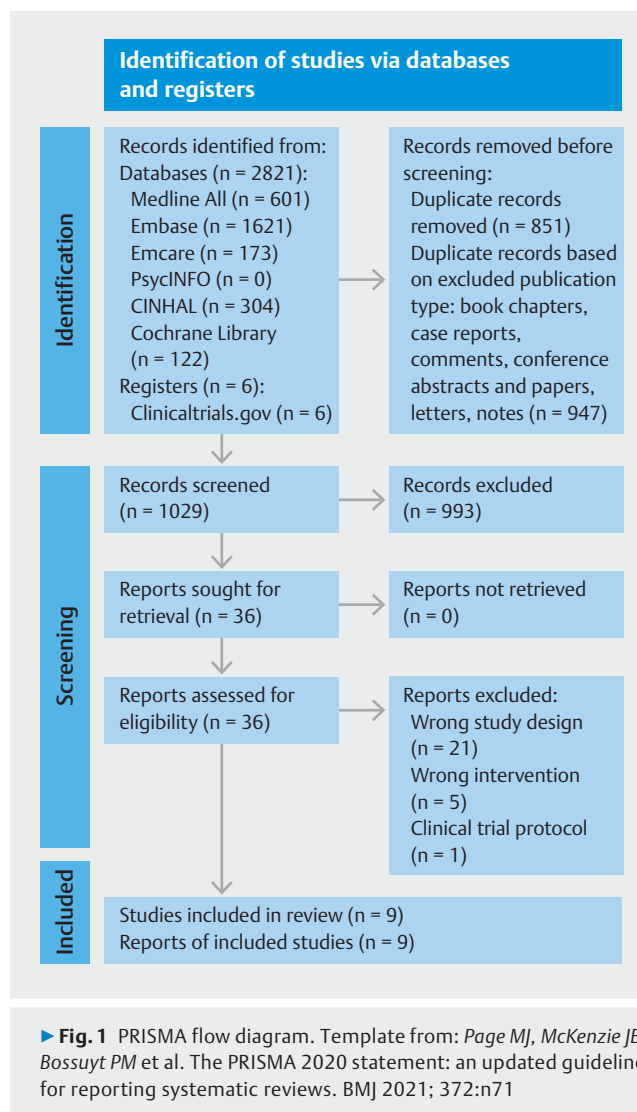 Identification of studies via databases
and registers
Identification
Records identified from:
Databases (n = 2821):
Medline All (n = 601)
Embase (n = 1621)
Emcare (n = 173)
PsycINFO (n = 0)
CINHAL (n = 304)
Cochrane Library
(n = 122)
Registers (n = 6):
Clinicaltrials.gov (n = 6)
Records removed before
screening:
Duplicate records
removed (n = 851)
Duplicate records based
on excluded publication
type: book chapters,
case reports,
comments, conference
abstracts and papers,
letters, notes (n = 947)
Screening
Records screened
(n = 1029)
Records excluded
(n = 993)
Reports sought for
retrieval (n = 36)
Reports not retrieved
(n = 0)
Reports assessed for
eligibility (n = 36)
Reports excluded:
Wrong study design
(n = 21)
Wrong intervention
(n = 5)
Clinical trial protocol
(n = 1)
Included
Studies included in review (n = 9)
Reports of included studies (n = 9)
► Fig. 1 PRISMA flow diagram. Template from: Page MJ, McKenzie JE
Bossuyt PM et al. The PRISMA 2020 statement: an updated guideline
for reporting systematic reviews. BMJ 2021; 372:n71